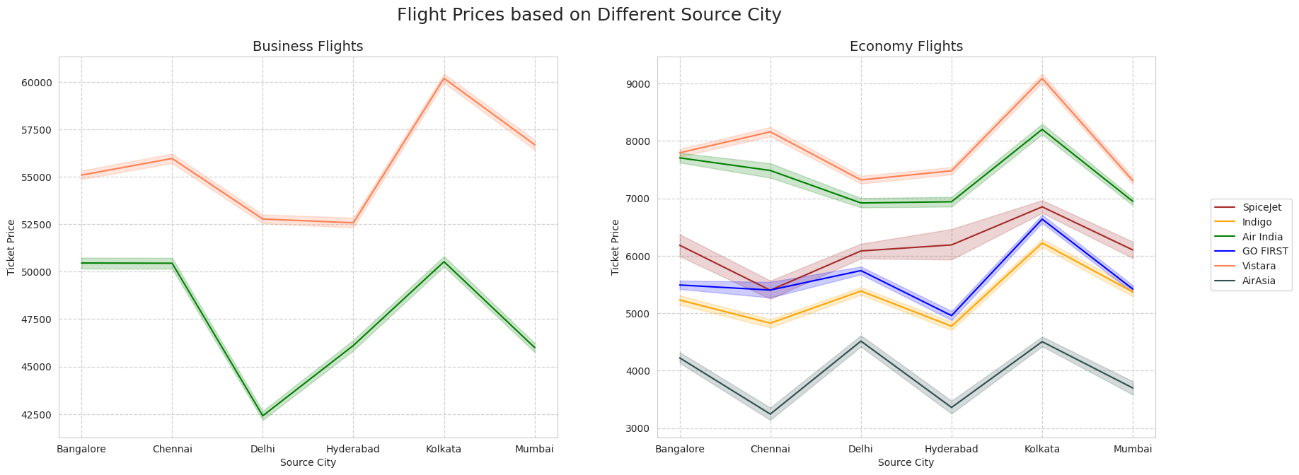 Flight Prices based on Different Source City
Business Flights
Ticket Price
60000
57500
55000
52500
50000
47500
45000
42500
Bangalore Chennai Delhi Hyderabad Kolkata Mumbai
Source City
Economy Flights
Ticket Price
9000
8000
7000
6000
5000
4000
3000
Bangalore Chennai Delhi Hyderabad Kolkata Mumbai
Source City
SpiceJet
Indigo
Air India
GO FIRST
Vistara
AirAsia